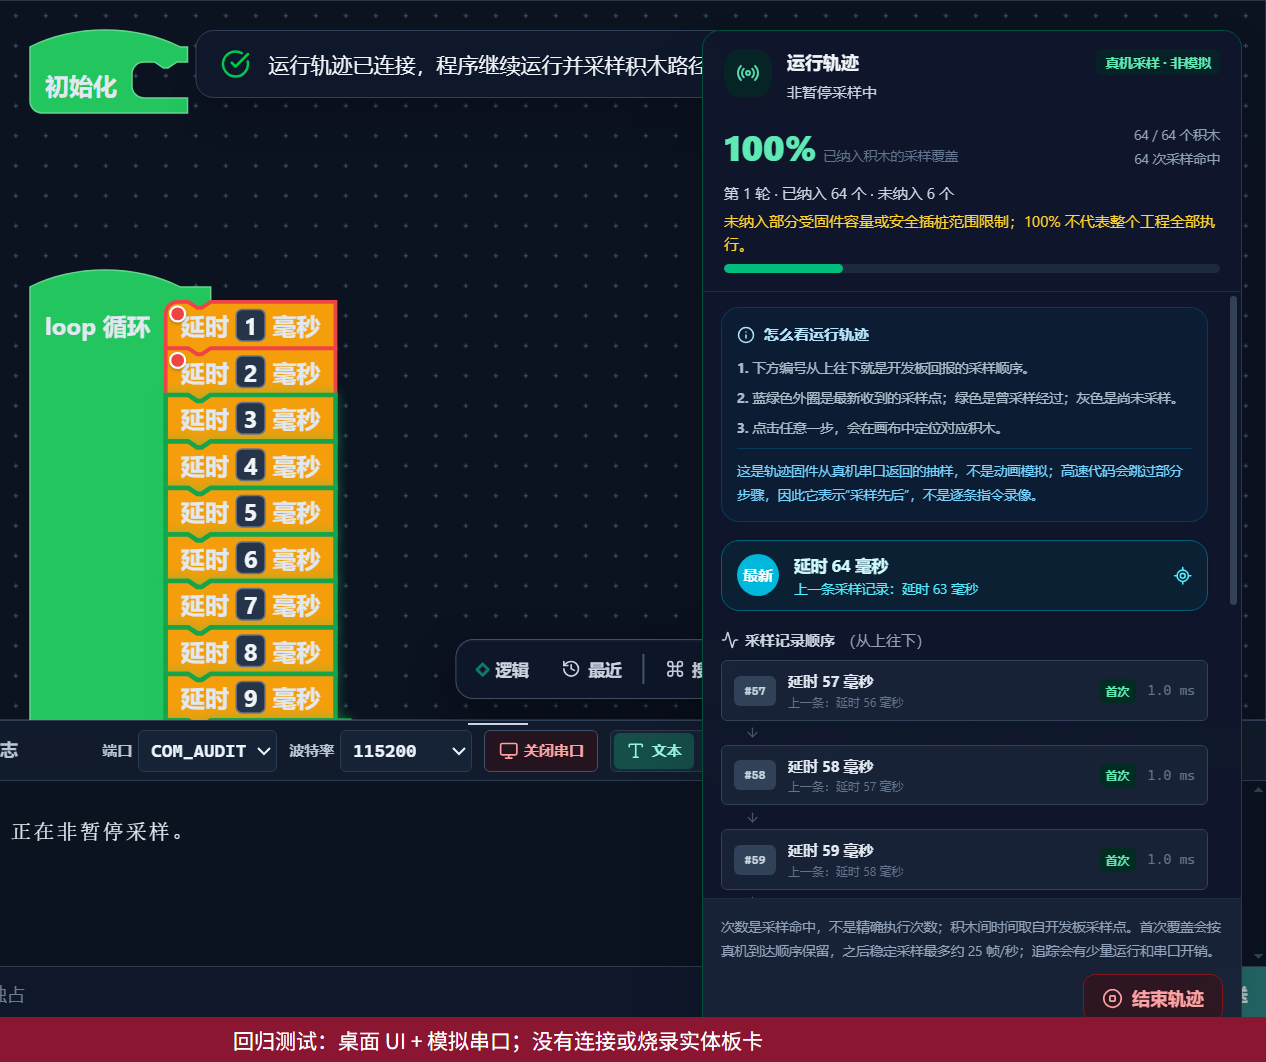 初始化
运行轨迹已连接，程序继续运行并采样积木路径
loop 循环
延时 1 毫秒
延时 2 毫秒
延时 3 毫秒
延时 4 毫秒
延时 5 毫秒
延时 6 毫秒
延时 7 毫秒
延时 8 毫秒
延时 9 毫秒
逻辑 最近
志 端口 COM_AUDIT 波特率 115200 关闭串口 文本
正在非暂停采样。
独占
运行轨迹
非暂停采样中
真机采样 · 非模拟
100% 已纳入积木的采样覆盖
64 / 64 个积木
64 次采样命中
第 1 轮 · 已纳入 64 个 · 未纳入 6 个
未纳入部分受固件容量或安全插桩范围限制；100% 不代表整个工程全部执
行。
怎么看运行轨迹
1. 下方编号从上往下就是开发板回报的采样顺序。
2. 蓝绿色外圈是最新收到的采样点；绿色是曾采样经过；灰色是尚未采样。
3. 点击任意一步，会在画布中定位对应积木。
这是轨迹固件从真机串口返回的抽样，不是动画模拟；高速代码会跳过部分
步骤，因此它表示“采样先后”，不是逐条指令录像。
最新
延时 64 毫秒
上一条采样记录：延时 63 毫秒
采样记录顺序 （从上往下）
#57 延时 57 毫秒 首次 1.0 ms
上一条：延时 56 毫秒
#58 延时 58 毫秒 首次 1.0 ms
上一条：延时 57 毫秒
#59 延时 59 毫秒 首次 1.0 ms
上一条：延时 58 毫秒
次数是采样命中，不是精确执行次数；积木间时间取自开发板采样点。首次覆盖会按
真机到达顺序保留，之后稳定采样最多约 25 帧/秒；追踪会有少量运行和串口开销。
结束轨迹
回归测试：桌面 UI + 模拟串口；没有连接或烧录实体板卡